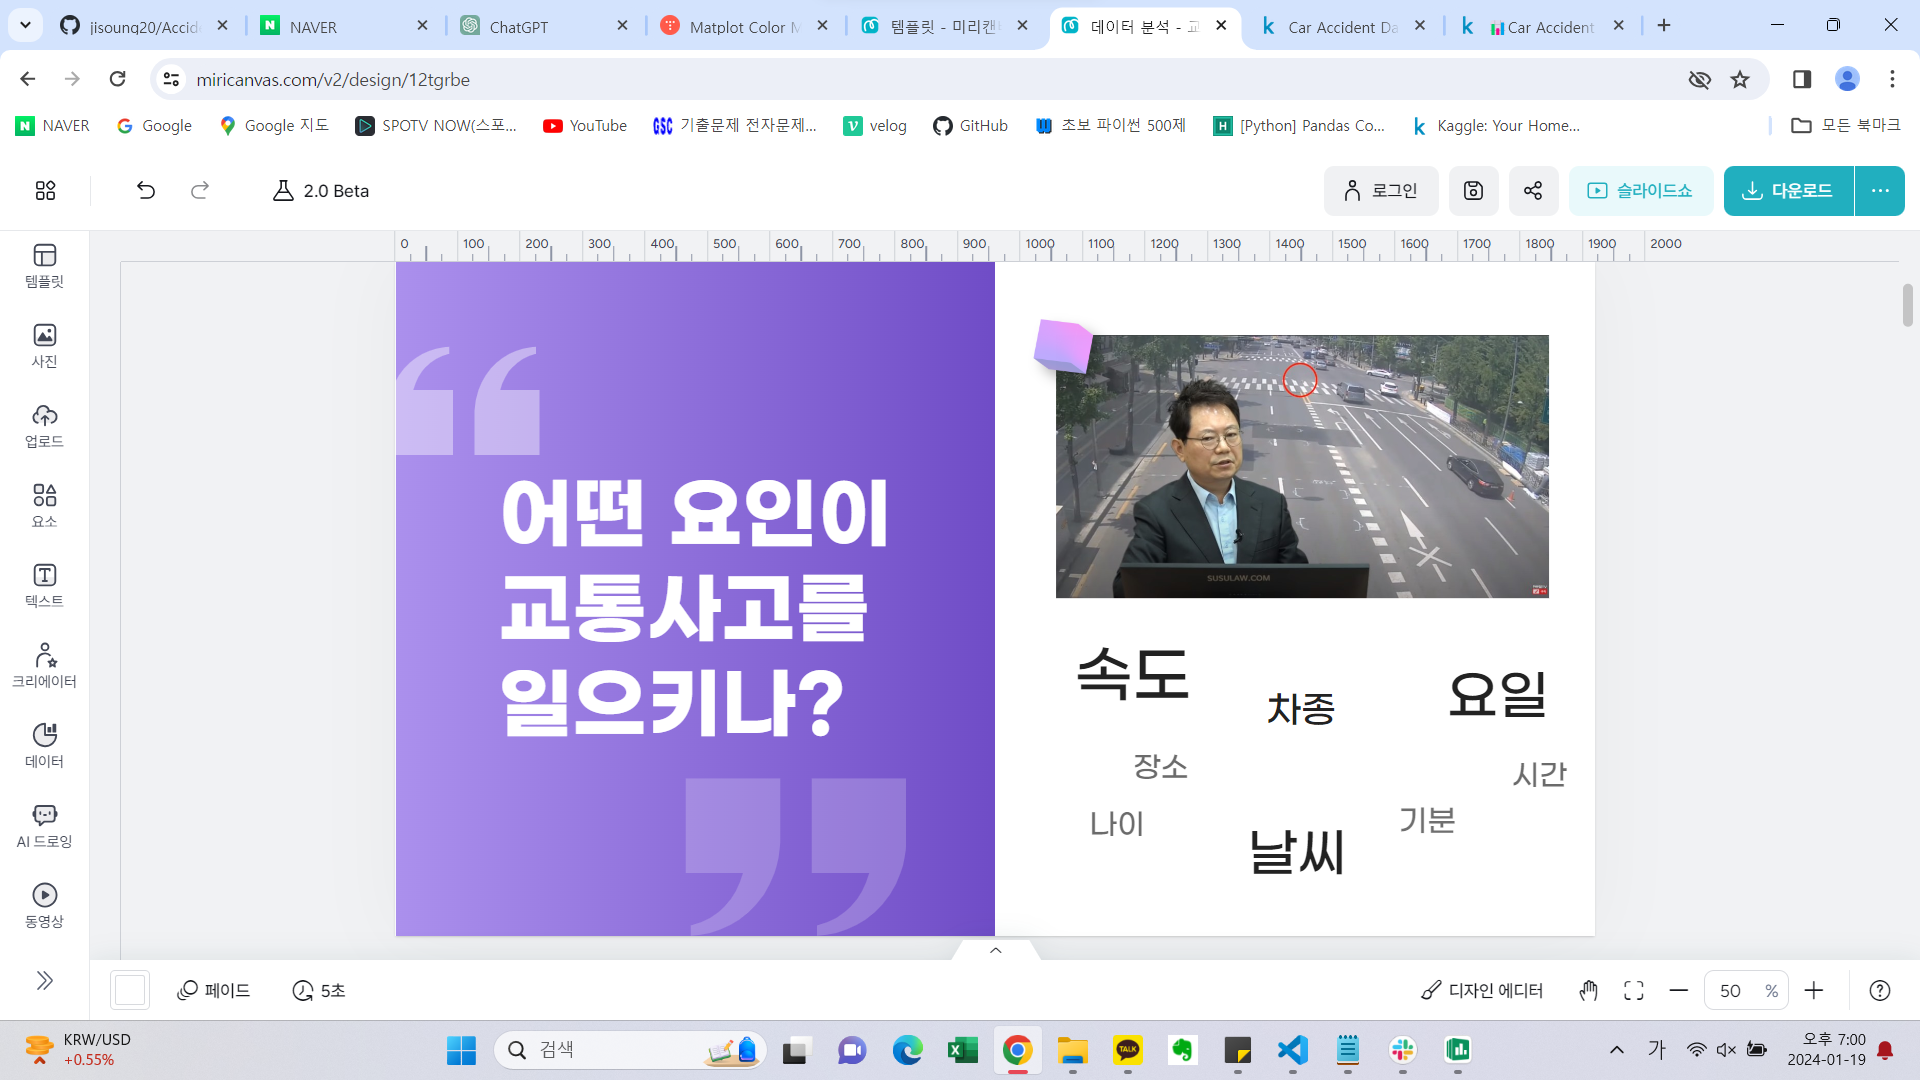 jisoung20/Accid
NAVER
ChatGPT
Matplot Color M
템플릿 - 미리캔
데이터 분석 - 교
Car Accident Da
Car Accident
miricanvas.com/v2/design/12tgrbe
NAVER
Google
Google 지도
SPOTV NOW(스포...
YouTube
기출문제 전자문제...
velog
GitHub
초보 파이썬 500제
[Python] Pandas Co...
Kaggle: Your Home...
모든 북마크
2.0 Beta
로그인
슬라이드쇼
다운로드
0 100 200 300 400 500 600 700 800 900 1000 1100 1200 1300 1400 1500 1600 1700 1800 1900 2000
템플릿
사진
업로드
요소
텍스트
크리에이터
데이터
AI 드로잉
동영상
어떤 요인이
교통사고를
일으키나?
SUSULAW.COM
속도
차종
요일
장소
시간
나이
기분
날씨
페이드
5초
디자인 에디터
50 %
KRW/USD
+0.55%
검색
TALK
가
오후 7:00
2024-01-19